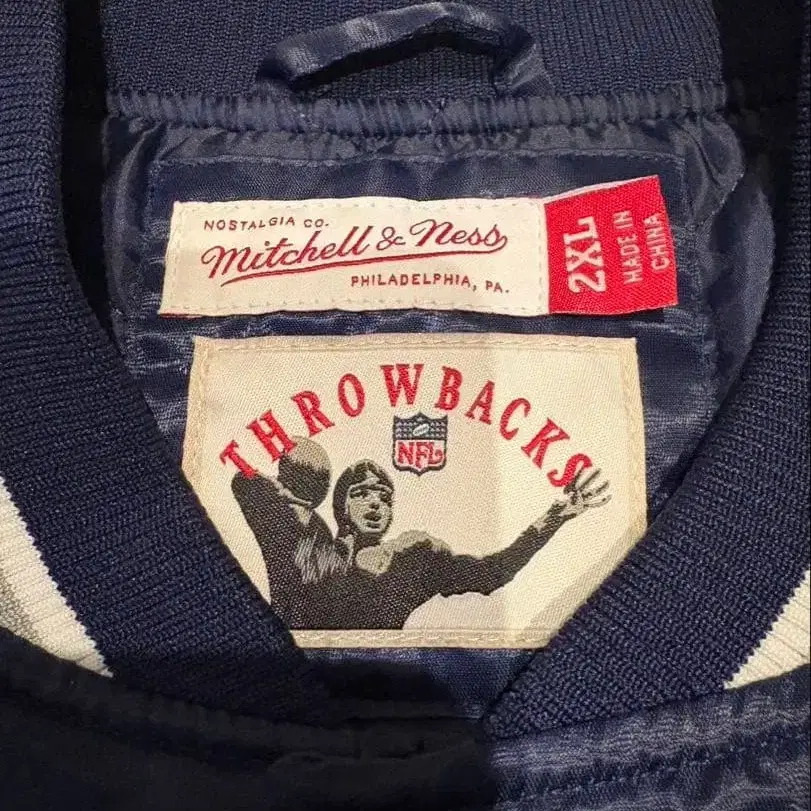 NOSTALGIA CO.
Mitchell & Ness
PHILADELPHIA, PA.
2XL
MADE IN
CHINA
THROWBACKS
NFL